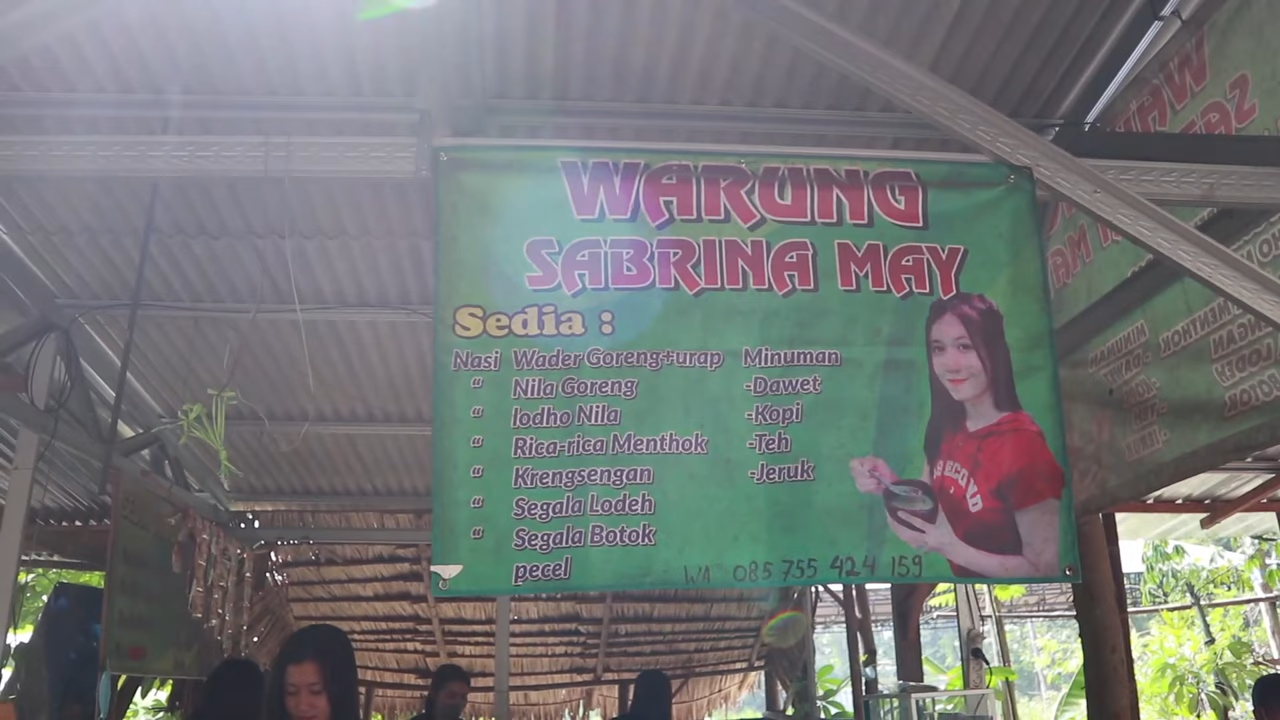 WARUNG
SABRINA MAY
Sedia :
Nasi Wader Goreng+urap
“ Nila Goreng
“ lodho Nila
“ Rica-rica Menthok
“ Krengsengan
“ Segala Lodeh
“ Segala Botok
pecel
Minuman
-Dawet
-Kopi
-Teh
-Jeruk
WA 085 755 424 159